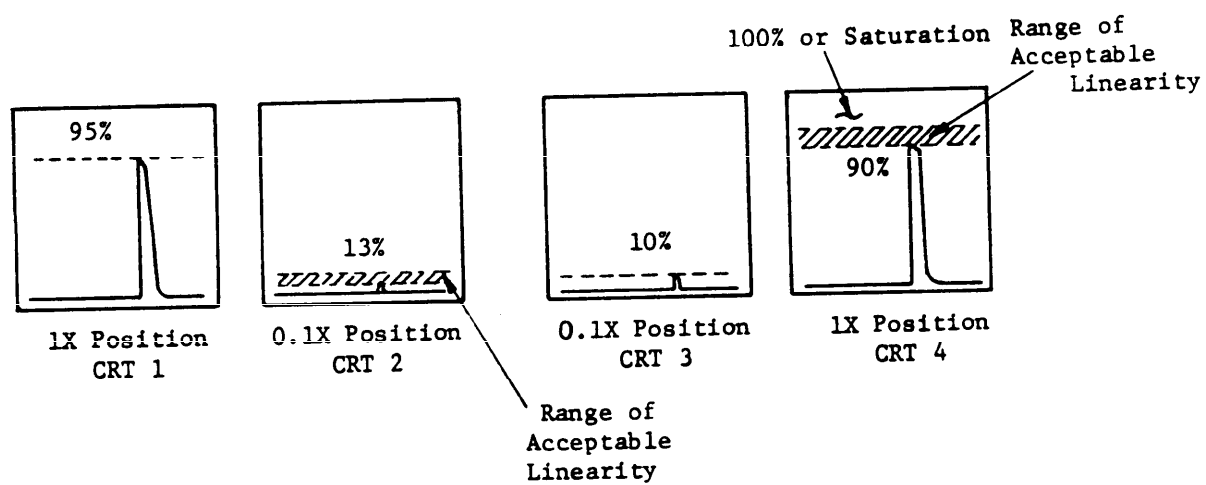 100% or Saturation
Range of
Acceptable
Linearity
95%
13%
10%
90%
1X Position
CRT 1
0.1X Position
CRT 2
0.1X Position
CRT 3
1X Position
CRT 4
Range of
Acceptable
Linearity